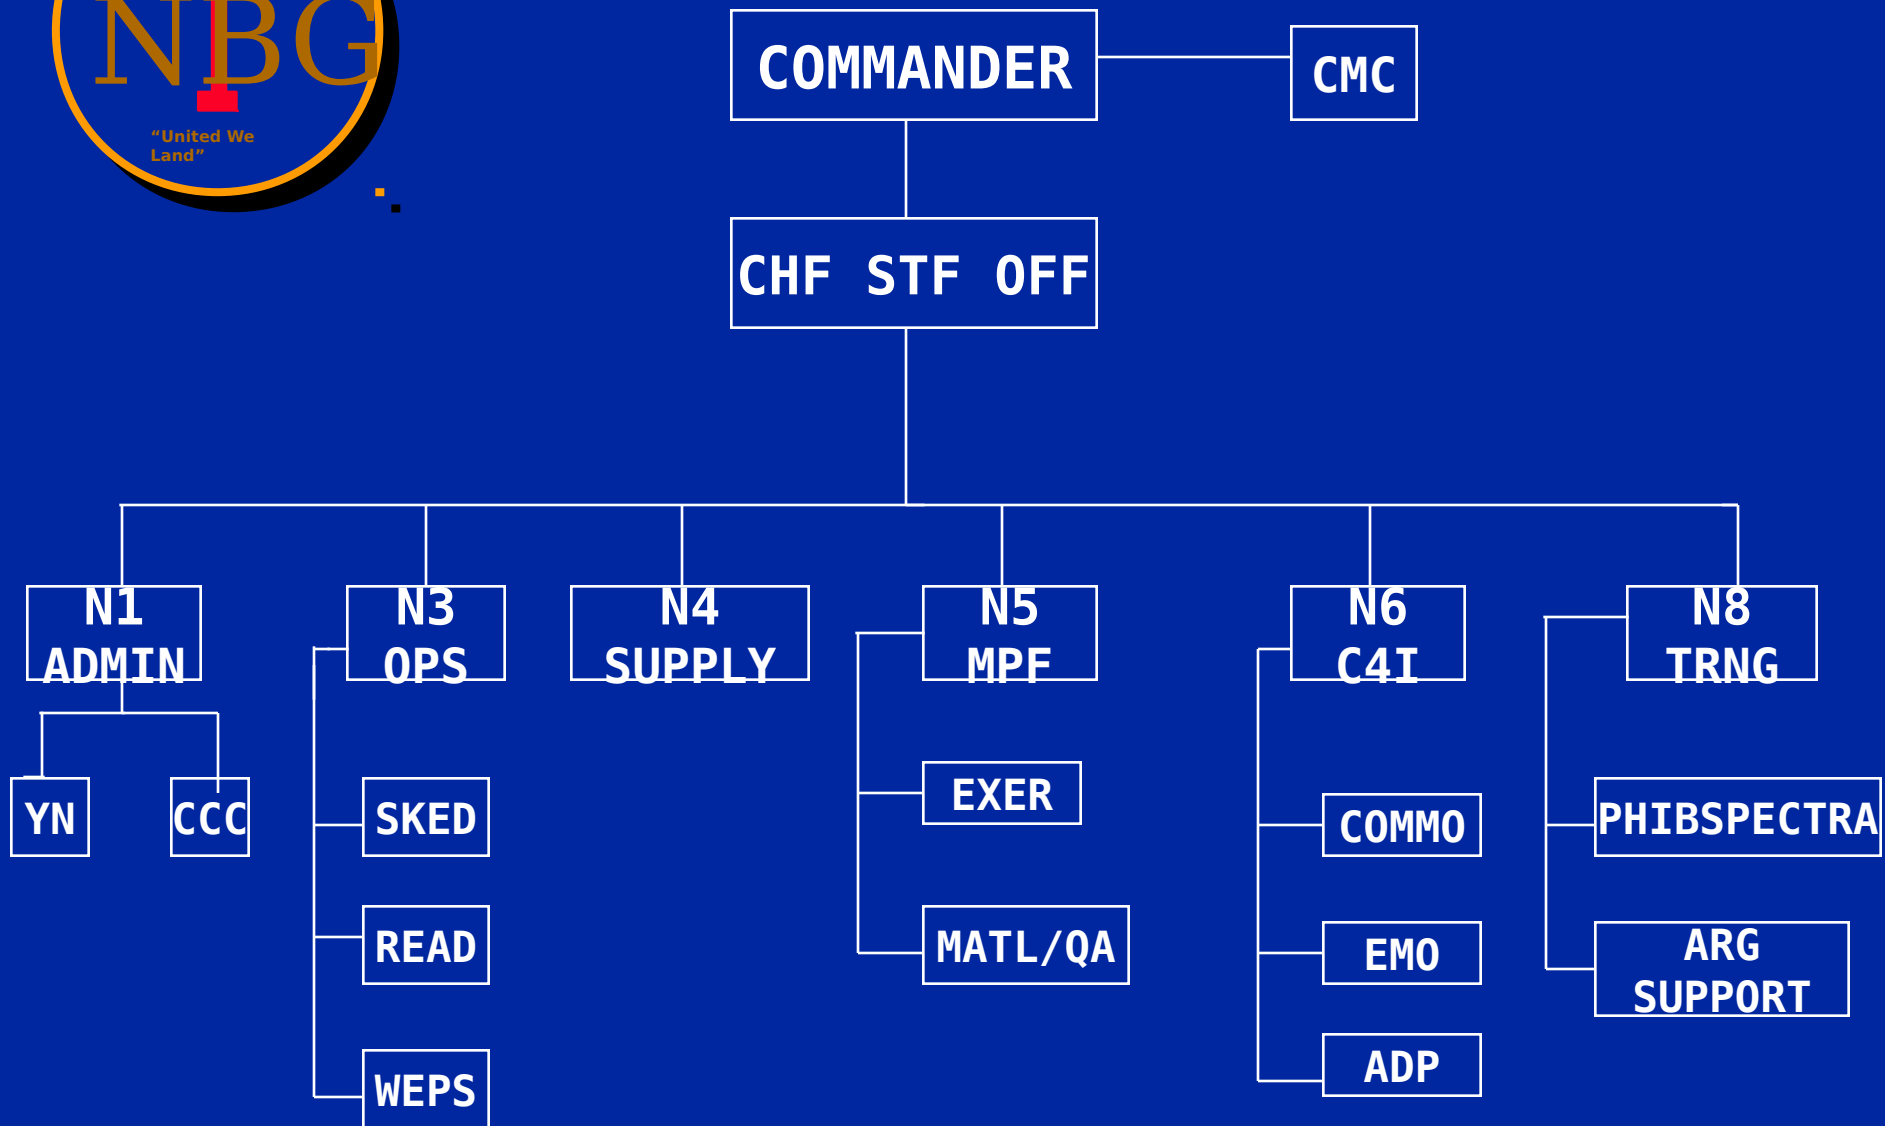 NBG
“United We
Land”
COMMANDER
CMC
CHF STF OFF
N1
ADMIN
N3
OPS
N4
SUPPLY
N5
MPF
N6
C4I
N8
TRNG
YN
CCC
SKED
READ
WEPS
EXER
MATL/QA
COMMO
EMO
ADP
PHIBSPECTRA
ARG
SUPPORT